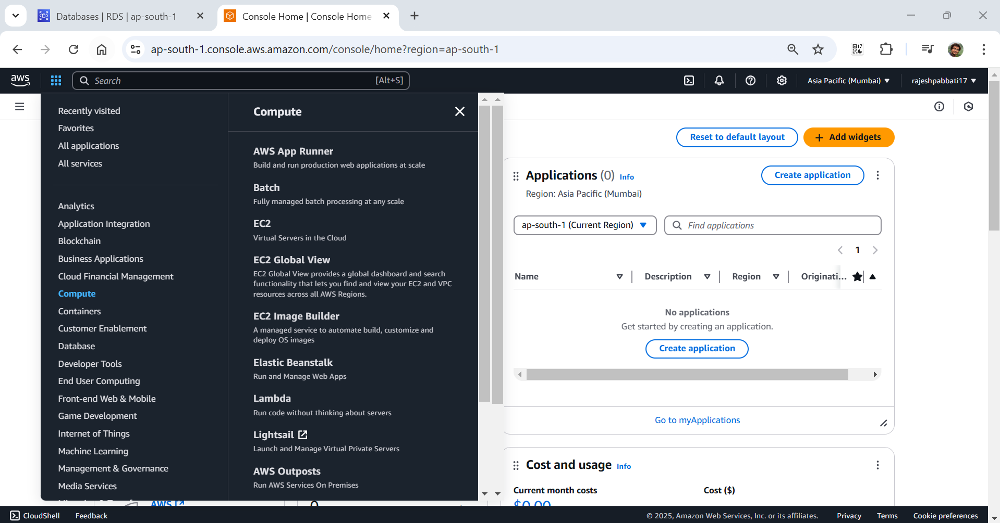 Databases | RDS | ap-south-1
Console Home | Console Home
ap-south-1.console.aws.amazon.com/console/home?region=ap-south-1
aws
Search
[Alt+S]
Asia Pacific (Mumbai)
rajeshpabbati17
Recently visited
Favorites
All applications
All services
Analytics
Application Integration
Blockchain
Business Applications
Cloud Financial Management
Compute
Containers
Customer Enablement
Database
Developer Tools
End User Computing
Front-end Web & Mobile
Game Development
Internet of Things
Machine Learning
Management & Governance
Media Services
Compute
AWS App Runner
Build and run production web applications at scale
Batch
Fully managed batch processing at any scale
EC2
Virtual Servers in the Cloud
EC2 Global View
EC2 Global View provides a global dashboard and search
functionality that lets you find and view your EC2 and VPC
resources across all AWS Regions.
EC2 Image Builder
A managed service to automate build, customize and
deploy OS images
Elastic Beanstalk
Run and Manage Web Apps
Lambda
Run code without thinking about servers
Lightsail
Launch and Manage Virtual Private Servers
AWS Outposts
Run AWS Services On Premises
AWS
0
Reset to default layout
+ Add widgets
Applications (0) Info
Region: Asia Pacific (Mumbai)
Create application
ap-south-1 (Current Region)
Find applications
1
Name
Description
Region
Originati...
No applications
Get started by creating an application.
Create application
Go to myApplications
Cost and usage Info
Current month costs
Cost ($)
$0.00
CloudShell
Feedback
© 2025, Amazon Web Services, Inc. or its affiliates.
Privacy
Terms
Cookie preferences